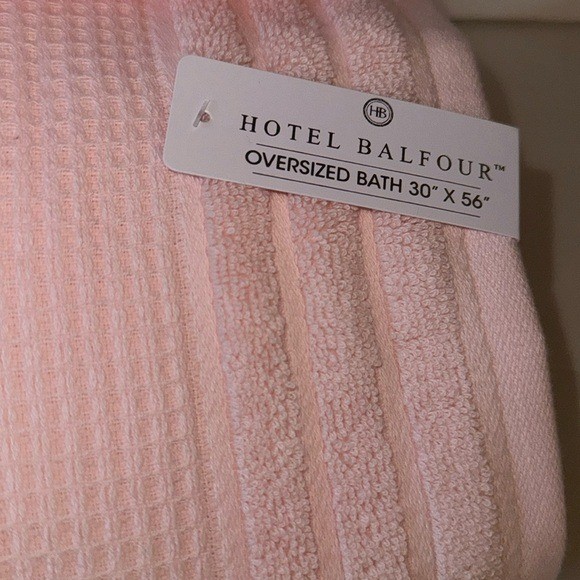 HB
HOTEL BALFOUR™
OVERSIZED BATH 30" X 56"